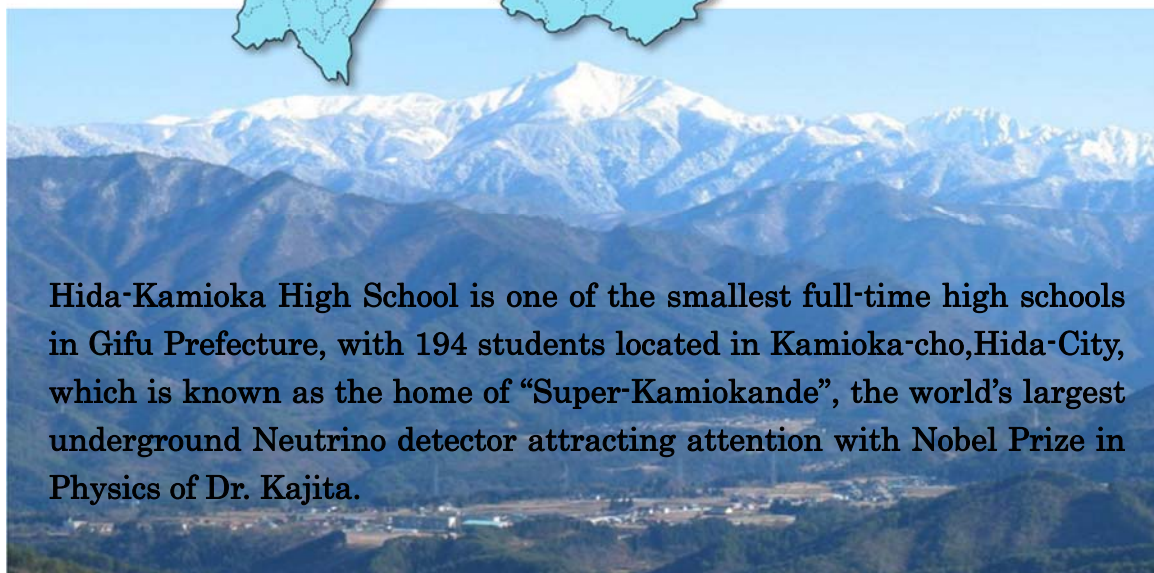 Hida-Kamioka High School is one of the smallest full-time high schools
in Gifu Prefecture, with 194 students located in Kamioka-cho,Hida-City,
which is known as the home of “Super-Kamiokande”, the world’s largest
underground Neutrino detector attracting attention with Nobel Prize in
Physics of Dr. Kajita.